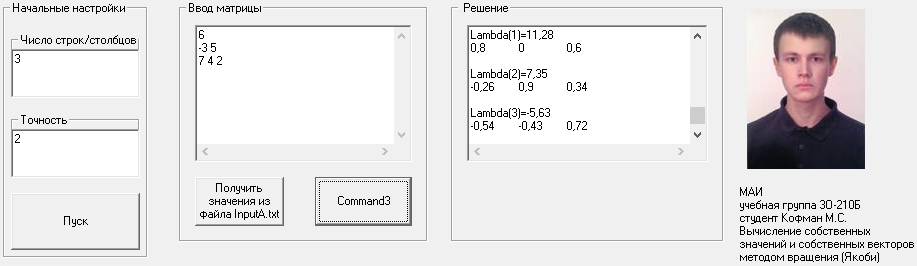 Начальные настройки
Число строк/столбцов
3
Точность
2
Пуск
Ввод матрицы
6
-3 5
7 4 2
Получить
значения из
файла InputA.txt
Command3
Решение
Lambda(1)=11,28
0,8 0 0,6
Lambda(2)=7,35
-0,26 0,9 0,34
Lambda(3)=-5,63
-0,54 -0,43 0,72
МАИ
учебная группа 3О-210Б
студент Кофман М.С.
Вычисление собственных
значений и собственных векторов
методом вращения (Якоби)